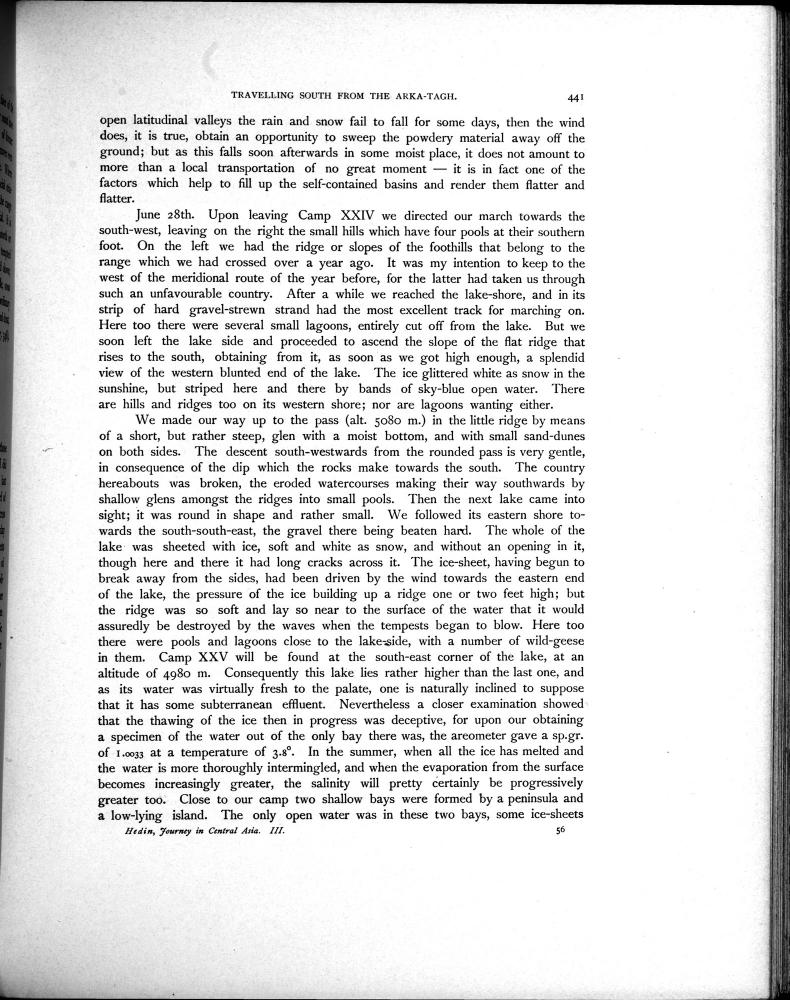 TRAVELLING SOUTH FROM THE ARKA-TAGH. 441
open latitudinal valleys the rain and snow fail to fall for some days, then the wind
does, it is true, obtain an opportunity to sweep the powdery material away off the
ground; but as this falls soon afterwards in some moist place, it does not amount to
more than a local transportation of no great moment — it is in fact one of the
factors which help to fill up the self-contained basins and render them flatter and
flatter.
June 28th. Upon leaving Camp XXIV we directed our march towards the
south-west, leaving on the right the small hills which have four pools at their southern
foot. On the left we had the ridge or slopes of the foothills that belong to the
range which we had crossed over a year ago. It was my intention to keep to the
west of the meridional route of the year before, for the latter had taken us through
such an unfavourable country. After a while we reached the lake-shore, and in its
strip of hard gravel-strewn strand had the most excellent track for marching on.
Here too there were several small lagoons, entirely cut off from the lake. But we
soon left the lake side and proceeded to ascend the slope of the flat ridge that
rises to the south, obtaining from it, as soon as we got high enough, a splendid
view of the western blunted end of the lake. The ice glittered white as snow in the
sunshine, but striped here and there by bands of sky-blue open water. There
are hills and ridges too on its western shore; nor are lagoons wanting either.
We made our way up to the pass (alt. 5080 m.) in the little ridge by means
of a short, but rather steep, glen with a moist bottom, and with small sand-dunes
on both sides. The descent south-westwards from the rounded pass is very gentle,
in consequence of the dip which the rocks make towards the south. The country
hereabouts was broken, the eroded watercourses making their way southwards by
shallow glens amongst the ridges into small pools. Then the next lake came into
sight; it was round in shape and rather small. We followed its eastern shore to-
wards the south-south-east, the gravel there being beaten hard. The whole of the
lake was sheeted with ice, soft and white as snow, and without an opening in it,
though here and there it had long cracks across it. The ice-sheet, having begun to
break away from the sides, had been driven by the wind towards the eastern end
of the lake, the pressure of the ice building up a ridge one or two feet high; but
the ridge was so soft and lay so near to the surface of the water that it would
assuredly be destroyed by the waves when the tempests began to blow. Here too
there were pools and lagoons close to the lake-side, with a number of wild-geese
in them. Camp XXV will be found at the south-east corner of the lake, at an
altitude of 4980 m. Consequently this lake lies rather higher than the last one, and
as its water was virtually fresh to the palate, one is naturally inclined to suppose
that it has some subterranean effluent. Nevertheless a closer examination showed
that the thawing of the ice then in progress was deceptive, for upon our obtaining
a specimen of the water out of the only bay there was, the areometer gave a sp.gr.
of 1.0033 at a temperature of 3.8°. In the summer, when all the ice has melted and
the water is more thoroughly intermingled, and when the evaporation from the surface
becomes increasingly greater, the salinity will pretty certainly be progressively
greater too. Close to our camp two shallow bays were formed by a peninsula and
a low-lying island. The only open water was in these two bays, some ice-sheets
Hedin, Journey in Central Asia. III. 56